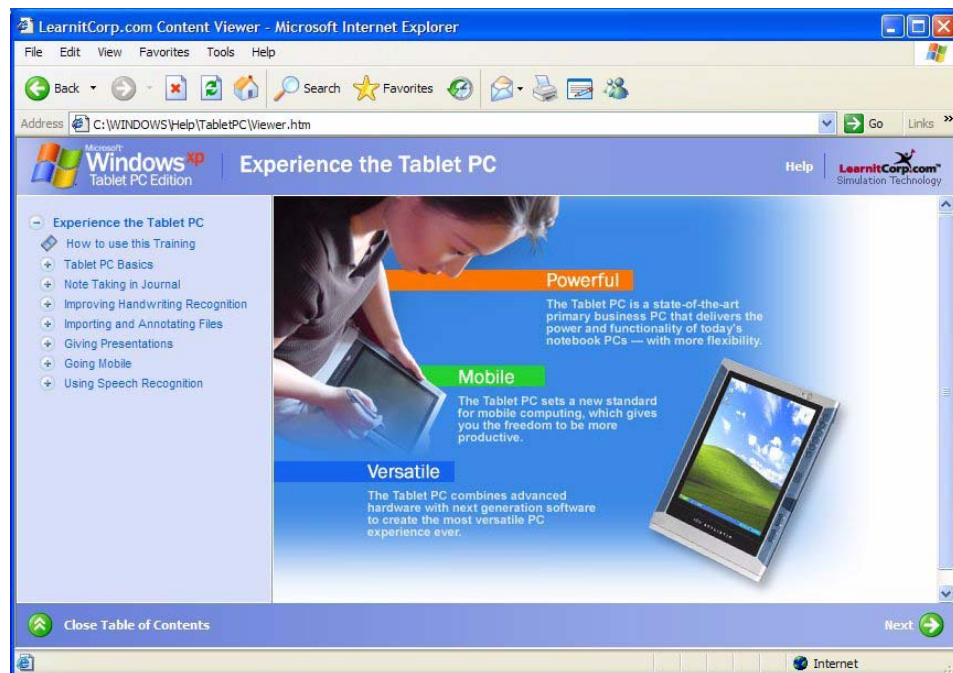 LearnitCorp.com Content Viewer - Microsoft Internet Explorer
File Edit View Favorites Tools Help
Back Search Favorites
Address C:\WINDOWS\Help\TabletPC\Viewer.htm Go Links »
Microsoft
Windows xp
Tablet PC Edition
Experience the Tablet PC
Help
LearnitCorp.com™
Simulation Technology
Experience the Tablet PC
How to use this Training
Tablet PC Basics
Note Taking in Journal
Improving Handwriting Recognition
Importing and Annotating Files
Giving Presentations
Going Mobile
Using Speech Recognition
Powerful
The Tablet PC is a state-of-the-art
primary business PC that delivers the
power and functionality of today's
notebook PCs — with more flexibility.
Mobile
The Tablet PC sets a new standard
for mobile computing, which gives
you the freedom to be more
productive.
Versatile
The Tablet PC combines advanced
hardware with next generation software
to create the most versatile PC
experience ever.
Close Table of Contents
Next
Internet